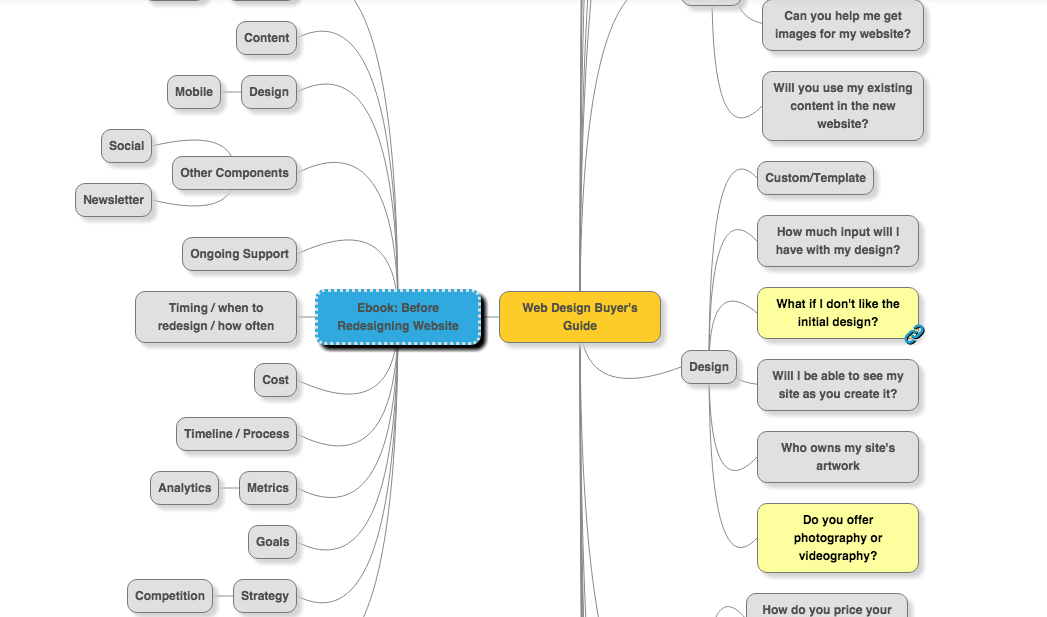 Content
Mobile
Design
Social
Other Components
Newsletter
Ongoing Support
Timing / when to
redesign / how often
Ebook: Before
Redesigning Website
Cost
Timeline / Process
Analytics
Metrics
Goals
Competition
Strategy
Web Design Buyer's
Guide
Can you help me get
images for my website?
Will you use my existing
content in the new
website?
Custom/Template
How much input will I
have with my design?
What if I don't like the
initial design?
Design
Will I be able to see my
site as you create it?
Who owns my site's
artwork
Do you offer
photography or
videography?
How do you price your